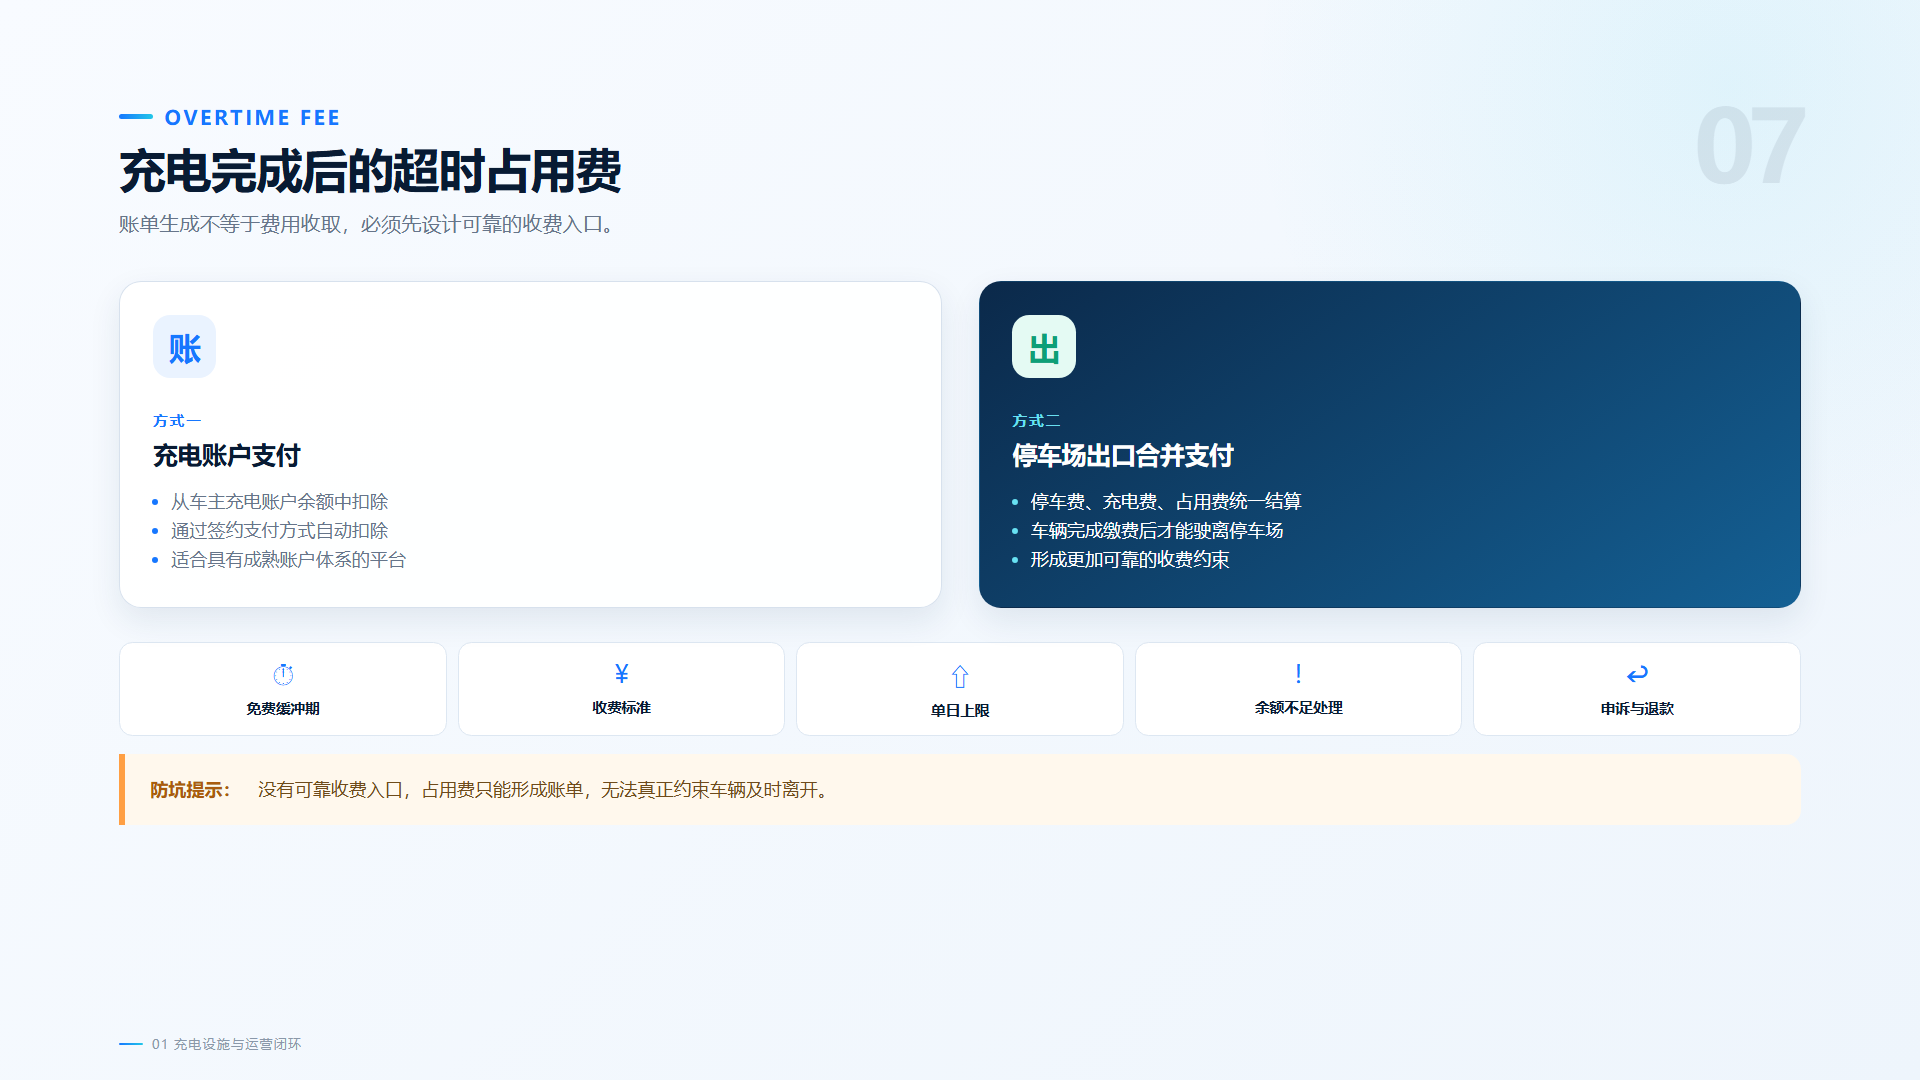 OVERTIME FEE
07
充电完成后的超时占用费
账单生成不等于费用收取，必须先设计可靠的收费入口。
账
方式一
充电账户支付
从车主充电账户余额中扣除
通过签约支付方式自动扣除
适合具有成熟账户体系的平台
出
方式二
停车场出口合并支付
停车费、充电费、占用费统一结算
车辆完成缴费后才能驶离停车场
形成更加可靠的收费约束
⏱
免费缓冲期
¥
收费标准
⇧
单日上限
!
余额不足处理
↩
申诉与退款
防坑提示： 没有可靠收费入口，占用费只能形成账单，无法真正约束车辆及时离开。
01 充电设施与运营闭环